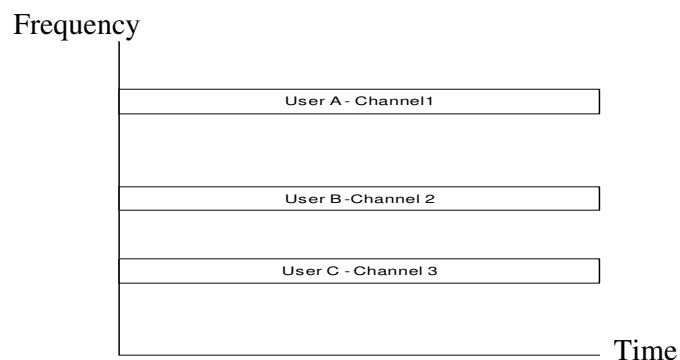 Frequency
User A - Channel1
User B -Channel 2
User C - Channel 3
Time